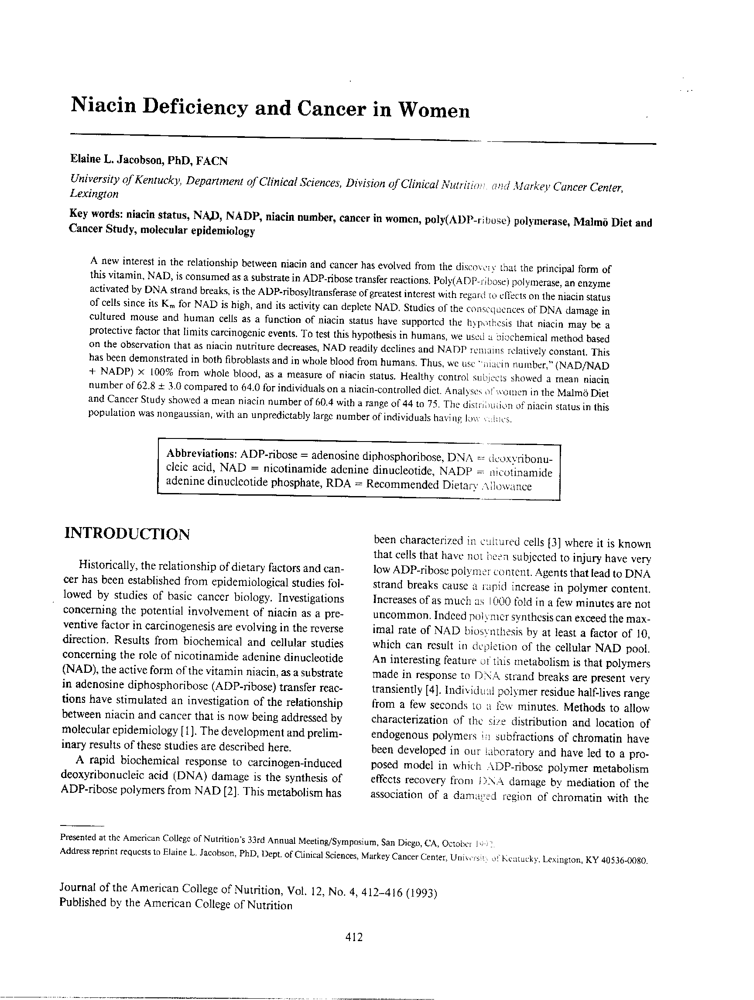 Niacin Deficiency and Cancer in Women
Elaine L. Jacobson, PhD, FACN
University of Kentucky, Department of Clinical Sciences, Division of Clinical Nutrition, and Markey Cancer Center,
Lexington
Key words: niacin status, NAD, NADP, niacin number, cancer in women, poly(ADP-ribose) polymerase, Malmö Diet and
Cancer Study, molecular epidemiology
A new interest in the relationship between niacin and cancer has evolved from the discovery that the principal form of
this vitamin, NAD, is consumed as a substrate in ADP-ribose transfer reactions. Poly(ADP-ribose) polymerase, an enzyme
activated by DNA strand breaks, is the ADP-ribosyltransferase of greatest interest with regard to effects on the niacin status
of cells since its Km for NAD is high, and its activity can deplete NAD. Studies of the consequences of DNA damage in
cultured mouse and human cells as a function of niacin status have supported the hypothesis that niacin may be a
protective factor that limits carcinogenic events. To test this hypothesis in humans, we used a biochemical method based
on the observation that as niacin nutriture decreases, NAD readily declines and NADP remains relatively constant. This
has been demonstrated in both fibroblasts and in whole blood from humans. Thus, we use "niacin number," (NAD/NAD
+ NADP) × 100% from whole blood, as a measure of niacin status. Healthy control subjects showed a mean niacin
number of 62.8 ± 3.0 compared to 64.0 for individuals on a niacin-controlled diet. Analyses of women in the Malmö Diet
and Cancer Study showed a mean niacin number of 60.4 with a range of 44 to 75. The distribution of niacin status in this
population was nongaussian, with an unpredictably large number of individuals having low values.
Abbreviations: ADP-ribose = adenosine diphosphoribose, DNA = deoxyribonu-
cleic acid, NAD = nicotinamide adenine dinucleotide, NADP = nicotinamide
adenine dinucleotide phosphate, RDA = Recommended Dietary Allowance
INTRODUCTION
Historically, the relationship of dietary factors and can-
cer has been established from epidemiological studies fol-
lowed by studies of basic cancer biology. Investigations
concerning the potential involvement of niacin as a pre-
ventive factor in carcinogenesis are evolving in the reverse
direction. Results from biochemical and cellular studies
concerning the role of nicotinamide adenine dinucleotide
(NAD), the active form of the vitamin niacin, as a substrate
in adenosine diphosphoribose (ADP-ribose) transfer reac-
tions have stimulated an investigation of the relationship
between niacin and cancer that is now being addressed by
molecular epidemiology [1]. The development and prelim-
inary results of these studies are described here.
A rapid biochemical response to carcinogen-induced
deoxyribonucleic acid (DNA) damage is the synthesis of
ADP-ribose polymers from NAD [2]. This metabolism has
been characterized in cultured cells [3] where it is known
that cells that have not been subjected to injury have very
low ADP-ribose polymer content. Agents that lead to DNA
strand breaks cause a rapid increase in polymer content.
Increases of as much as 1000 fold in a few minutes are not
uncommon. Indeed polymer synthesis can exceed the max-
imal rate of NAD biosynthesis by at least a factor of 10,
which can result in depletion of the cellular NAD pool.
An interesting feature of this metabolism is that polymers
made in response to DNA strand breaks are present very
transiently [4]. Individual polymer residue half-lives range
from a few seconds to a few minutes. Methods to allow
characterization of the size distribution and location of
endogenous polymers in subfractions of chromatin have
been developed in our laboratory and have led to a pro-
posed model in which ADP-ribose polymer metabolism
effects recovery from DNA damage by mediation of the
association of a damaged region of chromatin with the
Presented at the American College of Nutrition's 33rd Annual Meeting/Symposium, San Diego, CA, October 1992.
Address reprint requests to Elaine L. Jacobson, PhD, Dept. of Clinical Sciences, Markey Cancer Center, University of Kentucky, Lexington, KY 40536-0080.
Journal of the American College of Nutrition, Vol. 12, No. 4, 412–416 (1993)
Published by the American College of Nutrition
412